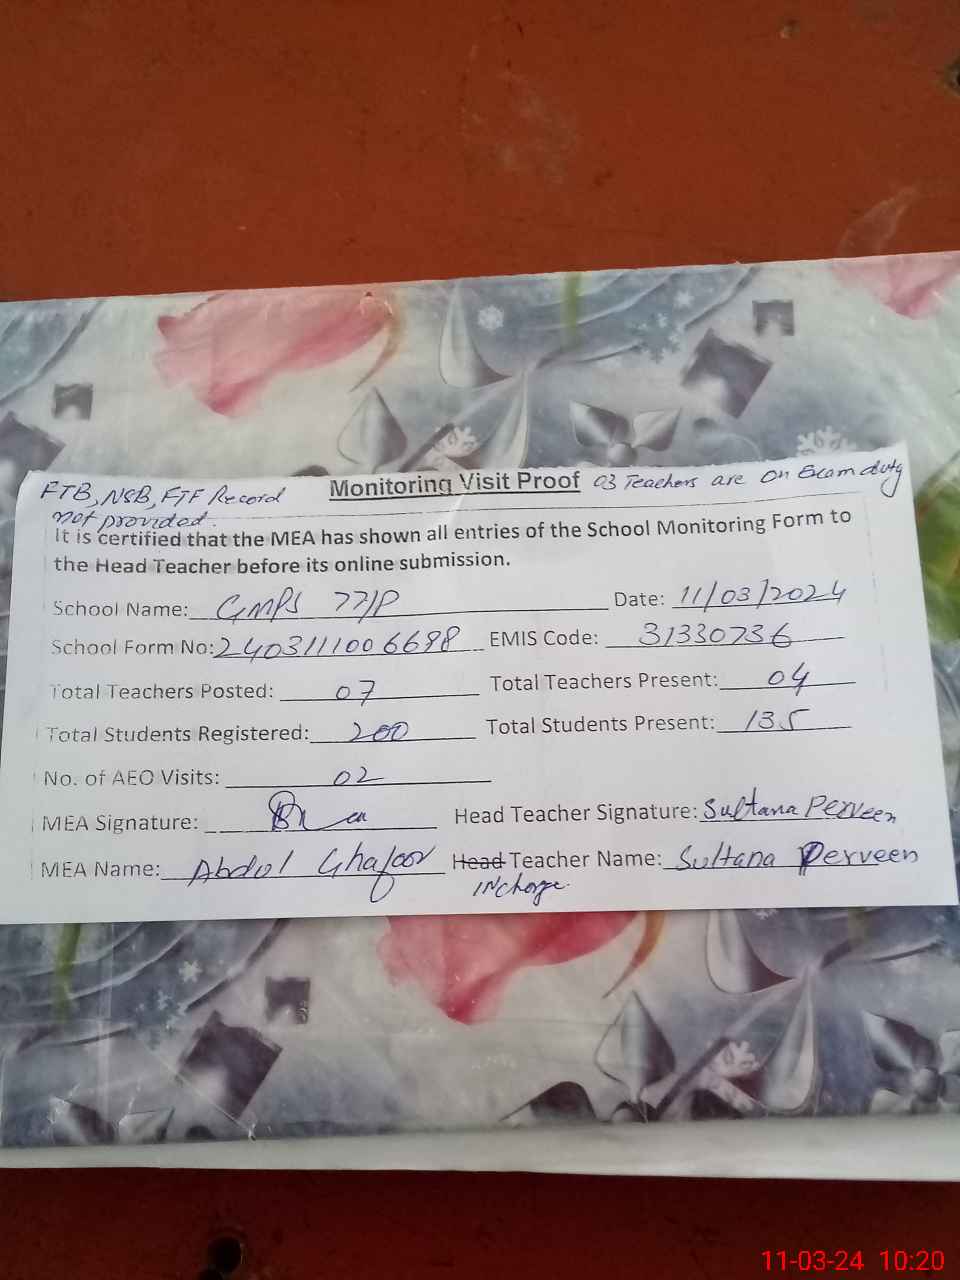 FTB, NSB, FTF Record
not provided.
Monitoring Visit Proof
03 Teachers are on Exam duty
It is certified that the MEA has shown all entries of the School Monitoring Form to
the Head Teacher before its online submission.
School Name: GMPS 77/P Date: 11/03/2024
School Form No: 2403111006698 EMIS Code: 31330736
Total Teachers Posted: 07 Total Teachers Present: 04
Total Students Registered: 200 Total Students Present: 135
No. of AEO Visits: 02
MEA Signature: Head Teacher Signature: Sultana Perveen
MEA Name: Abdul Ghafoor Head Teacher Name: Sultana Perveen
INcharge.
11-03-24 10:20